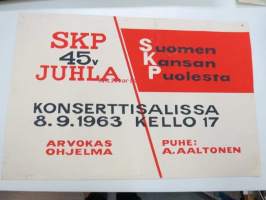 SKP
45v
JUHLA
Suomen
Kansan
Puolesta
KONSERTTISALISSA
8.9.1963 KELLO 17
ARVOKAS
OHJELMA
PUHE:
A. AALTONEN